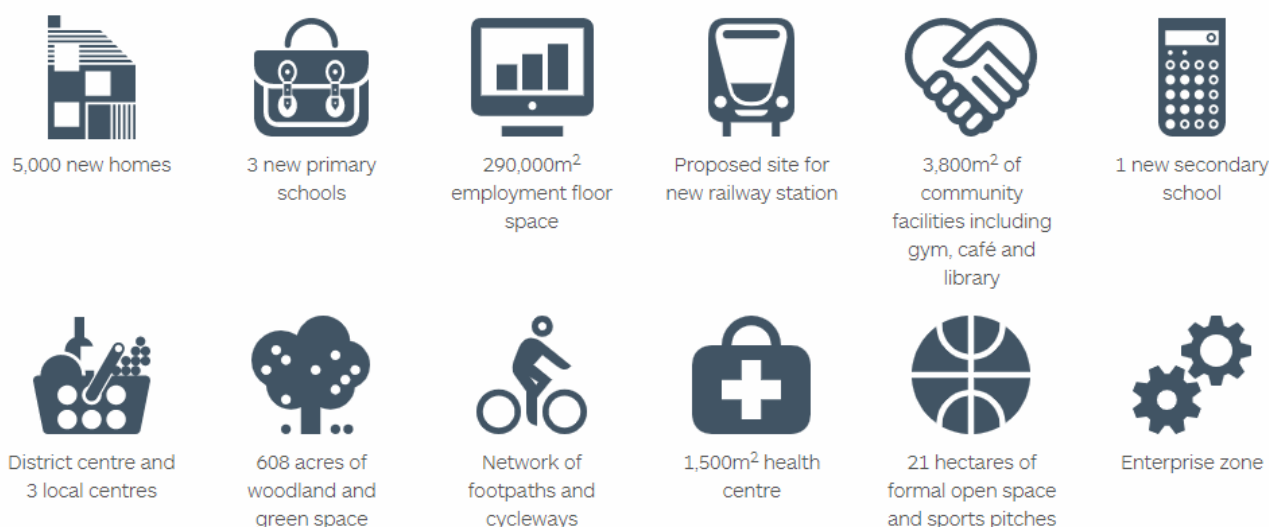 5,000 new homes
3 new primary
schools
290,000m²
employment floor
space
Proposed site for
new railway station
3,800m² of
community
facilities including
gym, café and
library
1 new secondary
school
District centre and
3 local centres
608 acres of
woodland and
green space
Network of
footpaths and
cycleways
1,500m² health
centre
21 hectares of
formal open space
and sports pitches
Enterprise zone